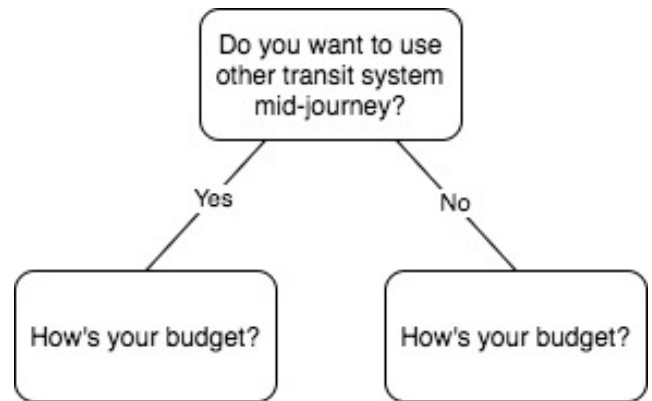 Do you want to use
other transit system
mid-journey?
Yes
No
How's your budget?
How's your budget?